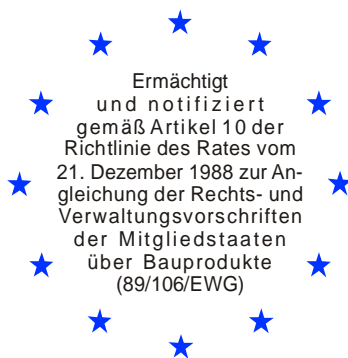 Ermächtigt
und notifiziert
gemäß Artikel 10 der
Richtlinie des Rates vom
21. Dezember 1988 zur An-
gleichung der Rechts- und
Verwaltungsvorschriften
der Mitgliedstaaten
über Bauprodukte
(89/106/EWG)